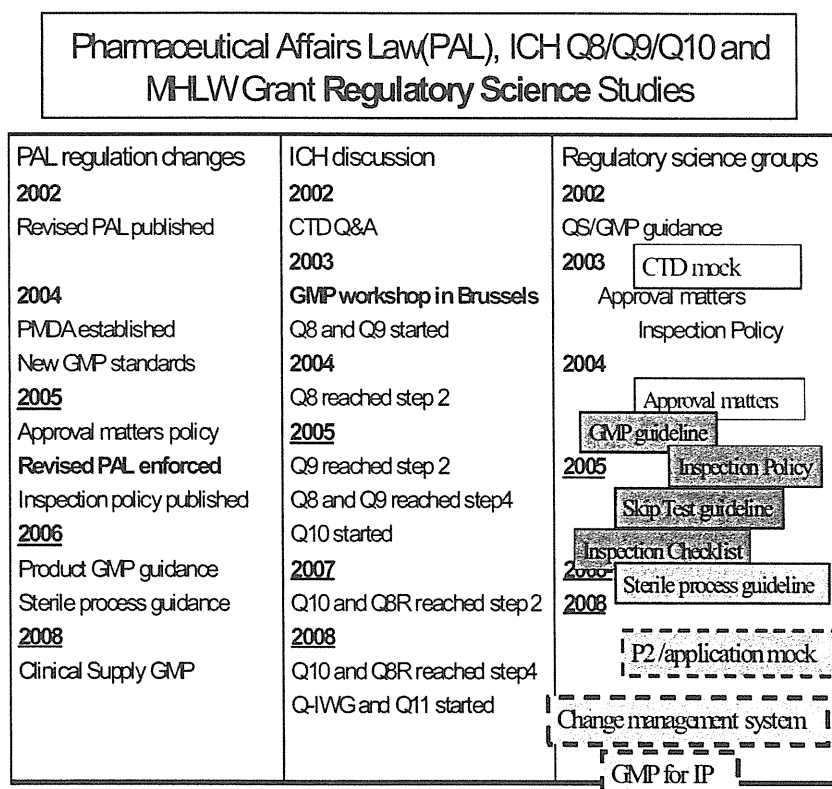 Pharmaceutical Affairs Law(PAL), ICH Q8/Q9/Q10 and
MHLW Grant Regulatory Science Studies
PAL regulation changes
2002
Revised PAL published
2004
PMDA established
New GMP standards
2005
Approval matters policy
Revised PAL enforced
Inspection policy published
2006
Product GMP guidance
Sterile process guidance
2008
Clinical Supply GMP
ICH discussion
2002
CTD Q&A
2003
GMP workshop in Brussels
Q8 and Q9 started
2004
Q8 reached step 2
2005
Q9 reached step 2
Q8 and Q9 reached step4
Q10 started
2007
Q10 and Q8R reached step 2
2008
Q10 and Q8R reached step4
Q-IWG and Q11 started
Regulatory science groups
2002
QS/GMP guidance
2003
CTD mock
Approval matters
Inspection Policy
2004
Approval matters
GMP guideline
2005
Inspection Policy
Skip Test guideline
Inspection Checklist
Sterile process guideline
2008
P2/application mock
Change management system
GMP for IP